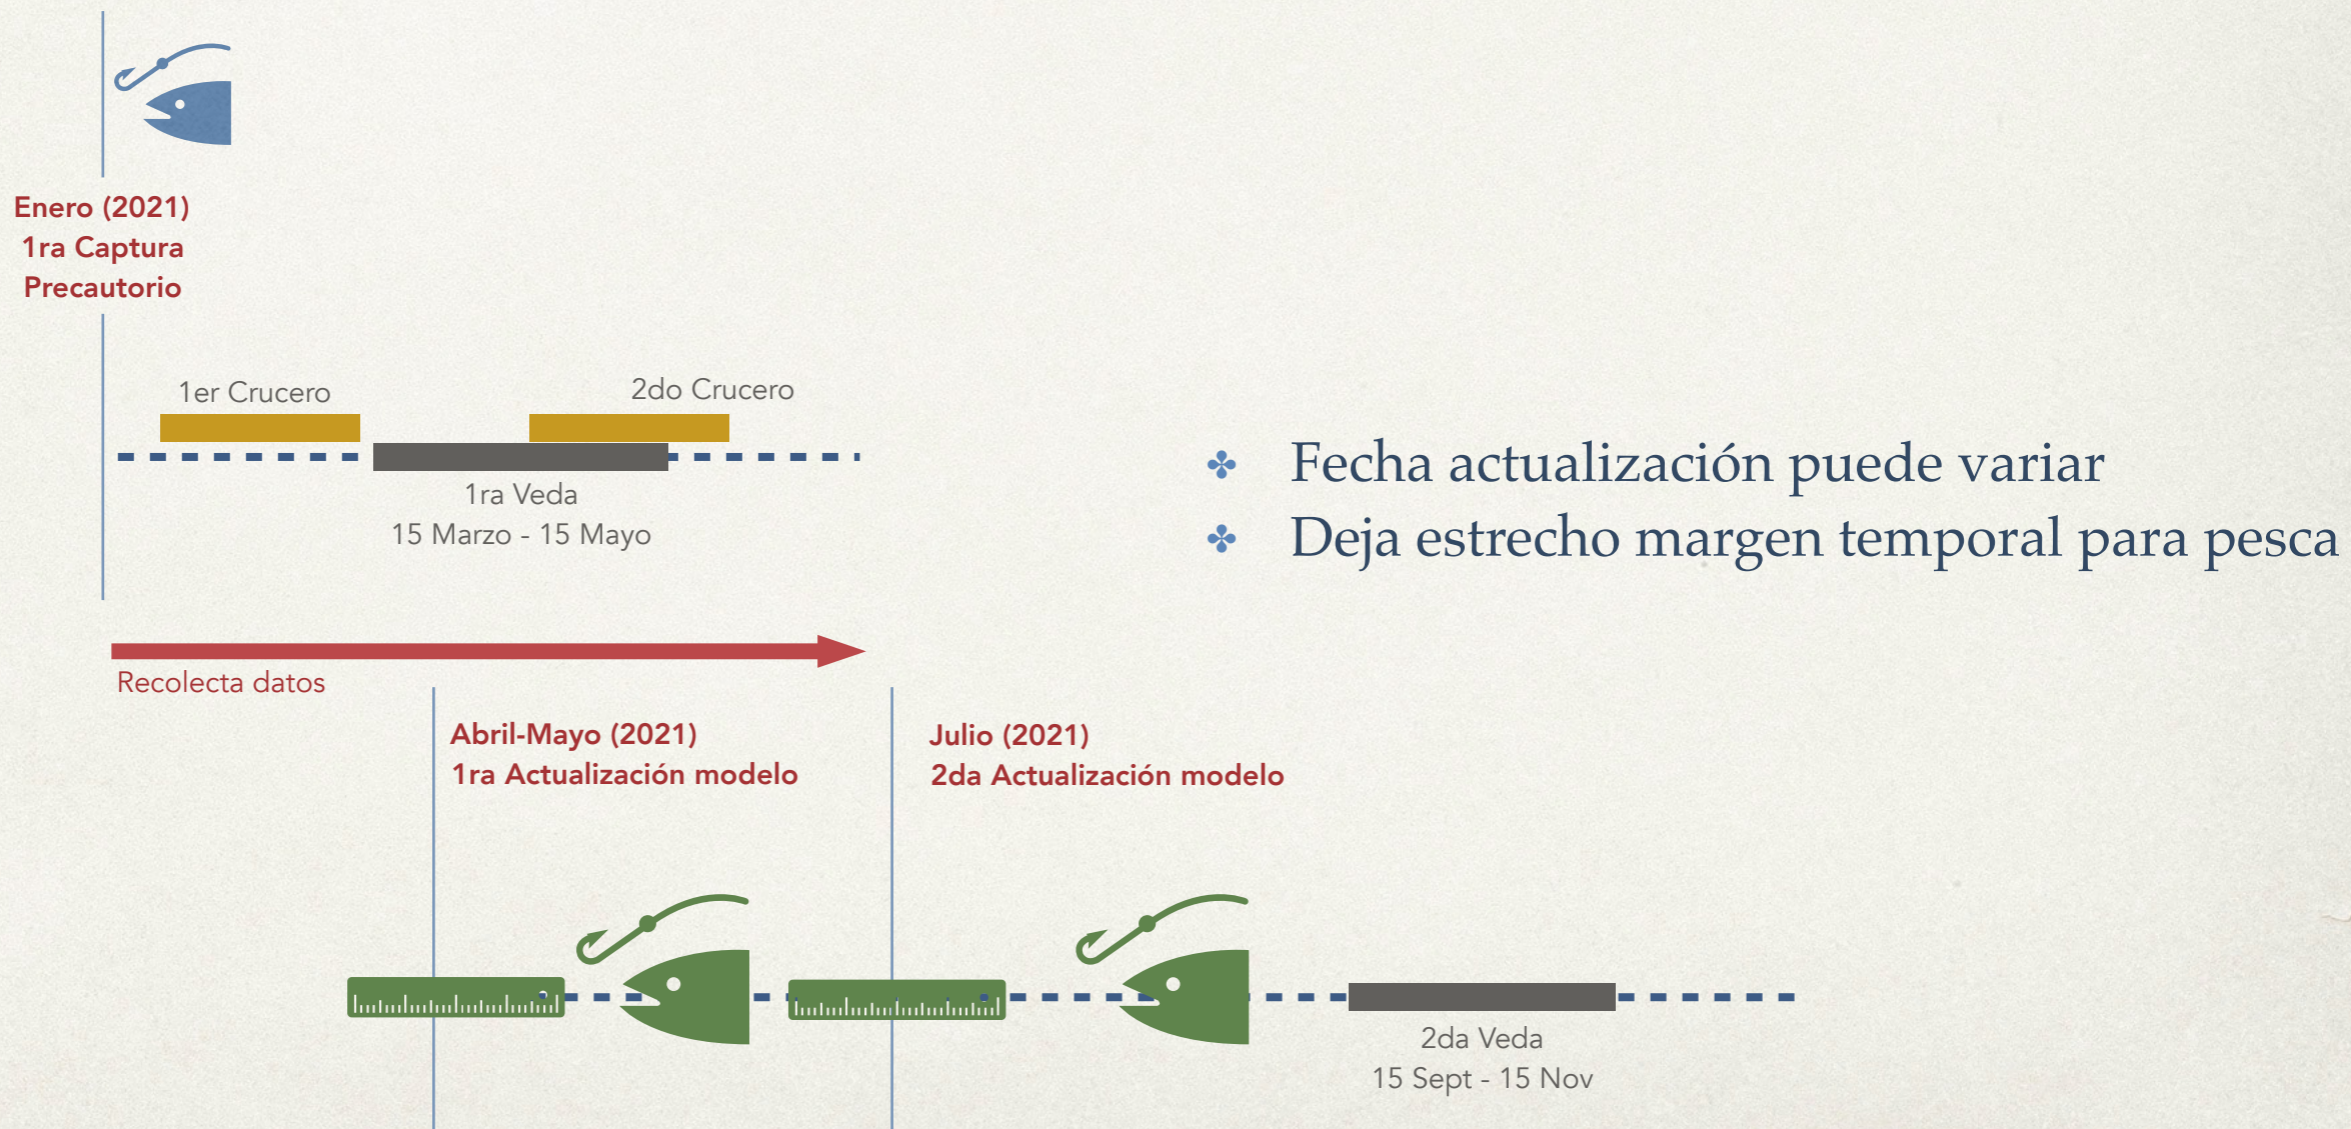 Enero (2021)
1ra Captura
Precautorio
1er Crucero
2do Crucero
1ra Veda
15 Marzo - 15 Mayo
Fecha actualización puede variar
Deja estrecho margen temporal para pesca
Recolecta datos
Abril-Mayo (2021)
1ra Actualización modelo
Julio (2021)
2da Actualización modelo
2da Veda
15 Sept - 15 Nov